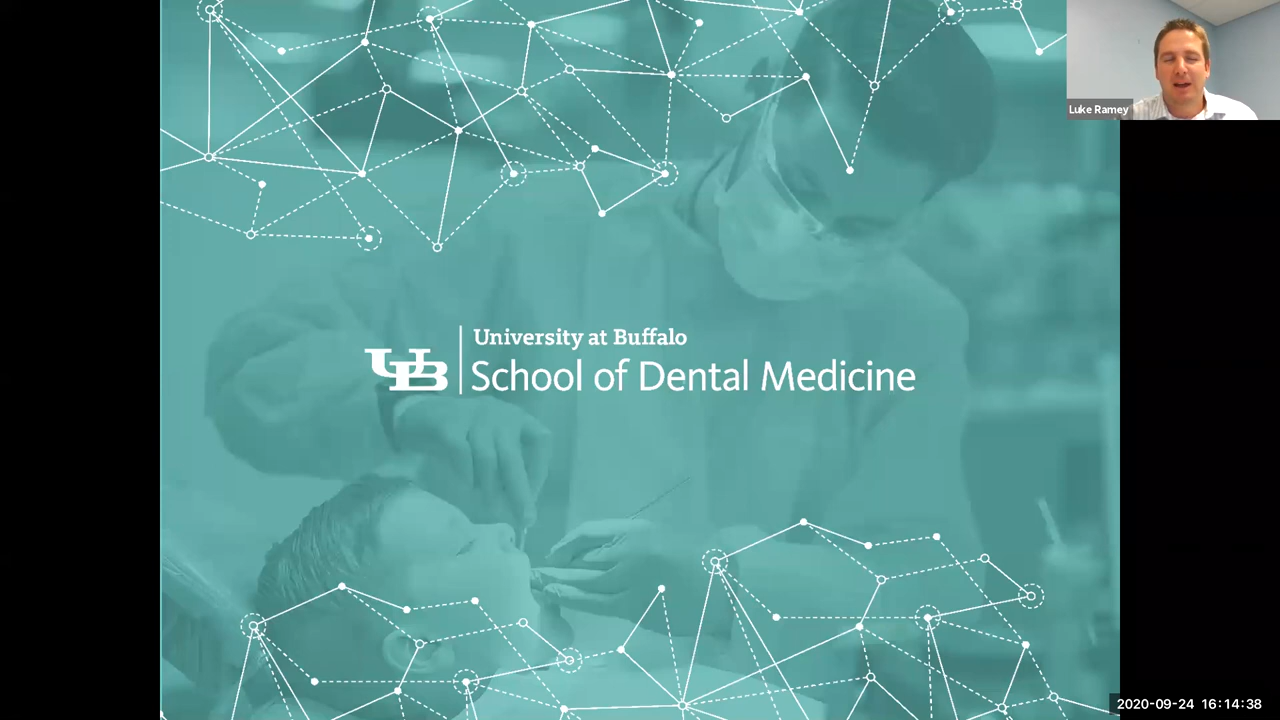 Luke Ramey
UB
University at Buffalo
School of Dental Medicine
2020-09-24 16:14:38